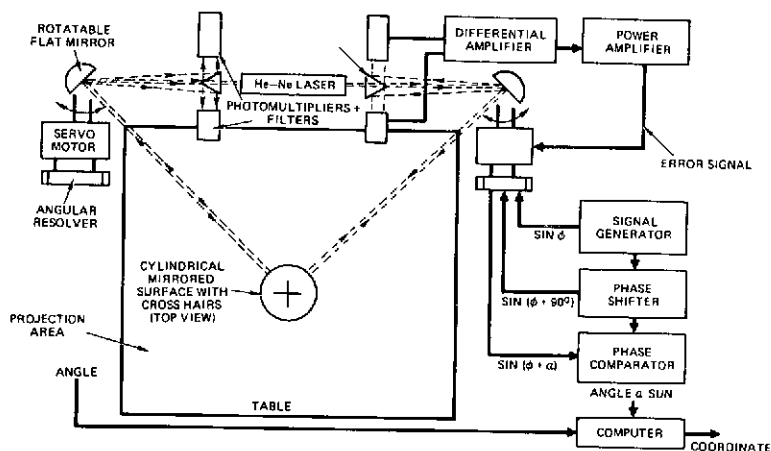 ROTATABLE
FLAT MIRROR
He-Ne LASER
DIFFERENTIAL
AMPLIFIER
POWER
AMPLIFIER
PHOTOMULTIPLIERS +
FILTERS
SERVO
MOTOR
ANGULAR
RESOLVER
ERROR SIGNAL
SIN ϕ
SIGNAL
GENERATOR
CYLINDRICAL
MIRRORED
SURFACE WITH
CROSS HAIRS
(TOP VIEW)
SIN (ϕ + 90°)
PHASE
SHIFTER
PROJECTION
AREA
SIN (ϕ + α)
PHASE
COMPARATOR
ANGLE
ANGLE α SUN
TABLE
COMPUTER
COORDINATE